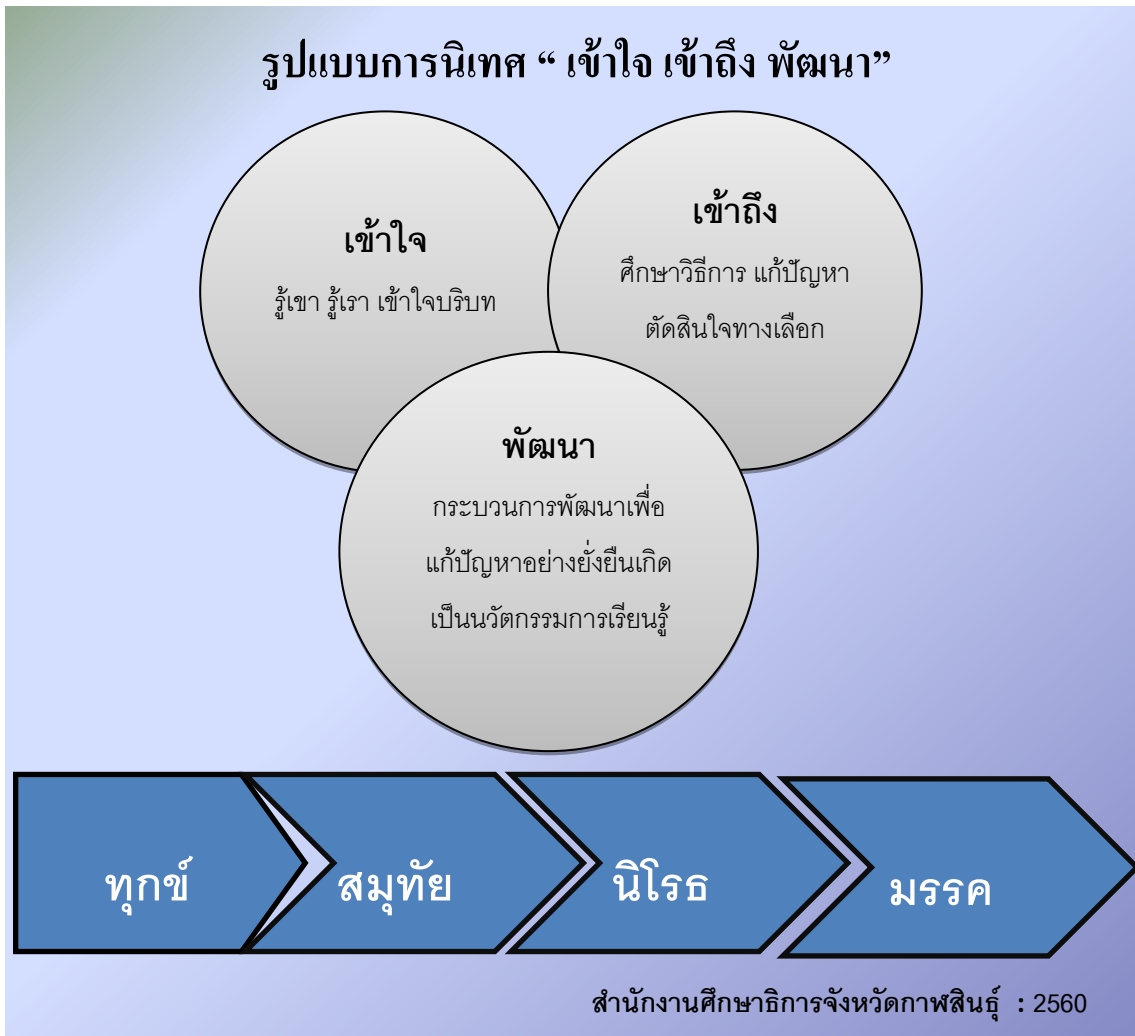 รูปแบบการนิเทศ “ เข้าใจ เข้าถึง พัฒนา”
เข้าใจ
รู้เขา รู้เรา เข้าใจบริบท
เข้าถึง
ศึกษาวิธีการ แก้ปัญหา
ตัดสินใจทางเลือก
พัฒนา
กระบวนการพัฒนาเพื่อ
แก้ปัญหาอย่างยั่งยืนเกิด
เป็นนวัตกรรมการเรียนรู้
ทุกข์
สมุทัย
นิโรธ
มรรค
สำนักงานศึกษาธิการจังหวัดกาฬสินธุ์ : 2560